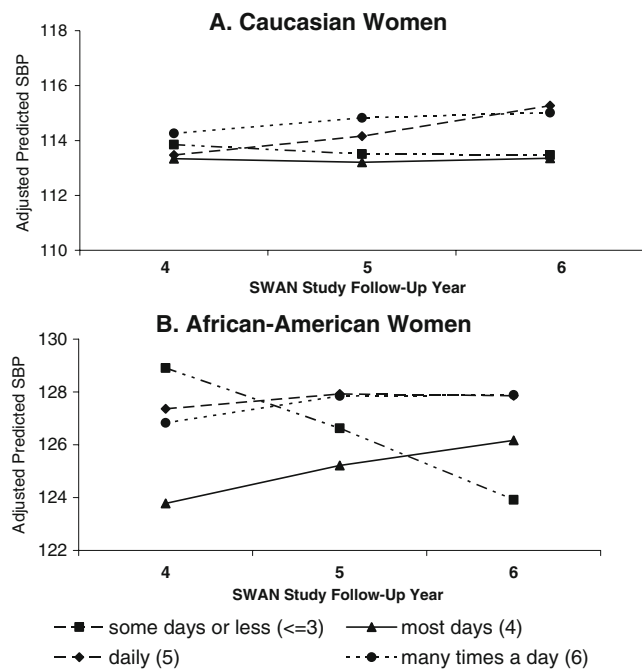 A. Caucasian Women
118
116
114
112
110
Adjusted Predicted SBP
4 5 6
SWAN Study Follow-Up Year
B. African-American Women
130
128
126
124
122
Adjusted Predicted SBP
4 5 6
SWAN Study Follow-Up Year
some days or less (<=3) most days (4)
daily (5) many times a day (6)